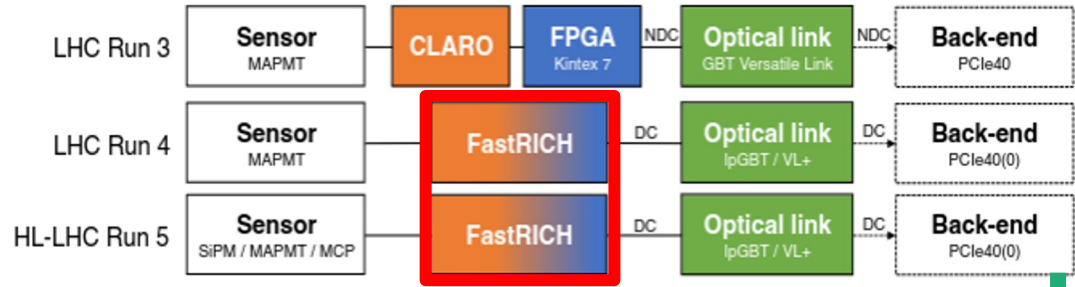 LHC Run 3
Sensor
MAPMT
CLARO
FPGA
Kintex 7
NDC
Optical link
GBT Versatile Link
NDC
Back-end
PCIe40
LHC Run 4
Sensor
MAPMT
FastRICH
DC
Optical link
lpGBT / VL+
DC
Back-end
PCIe40(0)
HL-LHC Run 5
Sensor
SiPM / MAPMT / MCP
FastRICH
DC
Optical link
lpGBT / VL+
DC
Back-end
PCIe40(0)